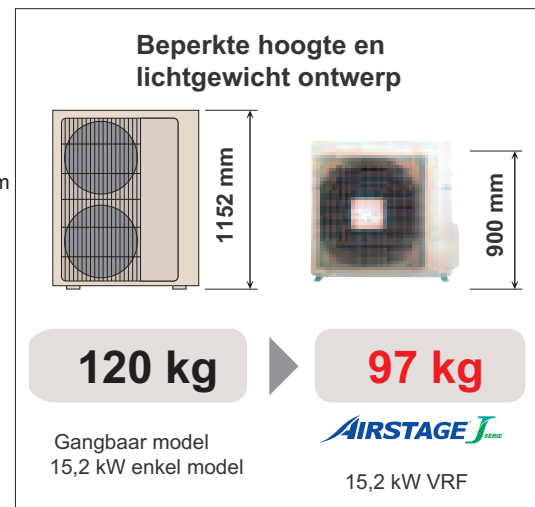 Beperkte hoogte en
lichtgewicht ontwerp
m
1152 mm
900 mm
120 kg
97 kg
AIRSTAGE J SERIE
Gangbaar model
15,2 kW enkel model
15,2 kW VRF